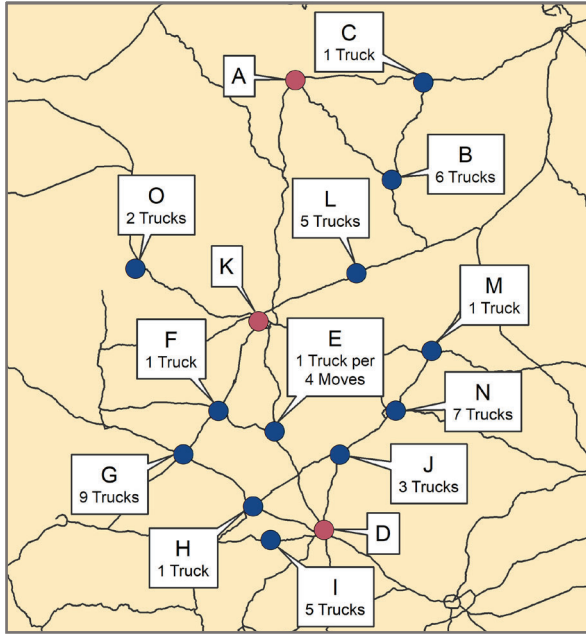 C
1 Truck
A
B
6 Trucks
O
2 Trucks
L
5 Trucks
K
M
1 Truck
F
1 Truck
E
1 Truck per
4 Moves
N
7 Trucks
G
9 Trucks
J
3 Trucks
H
1 Truck
D
I
5 Trucks